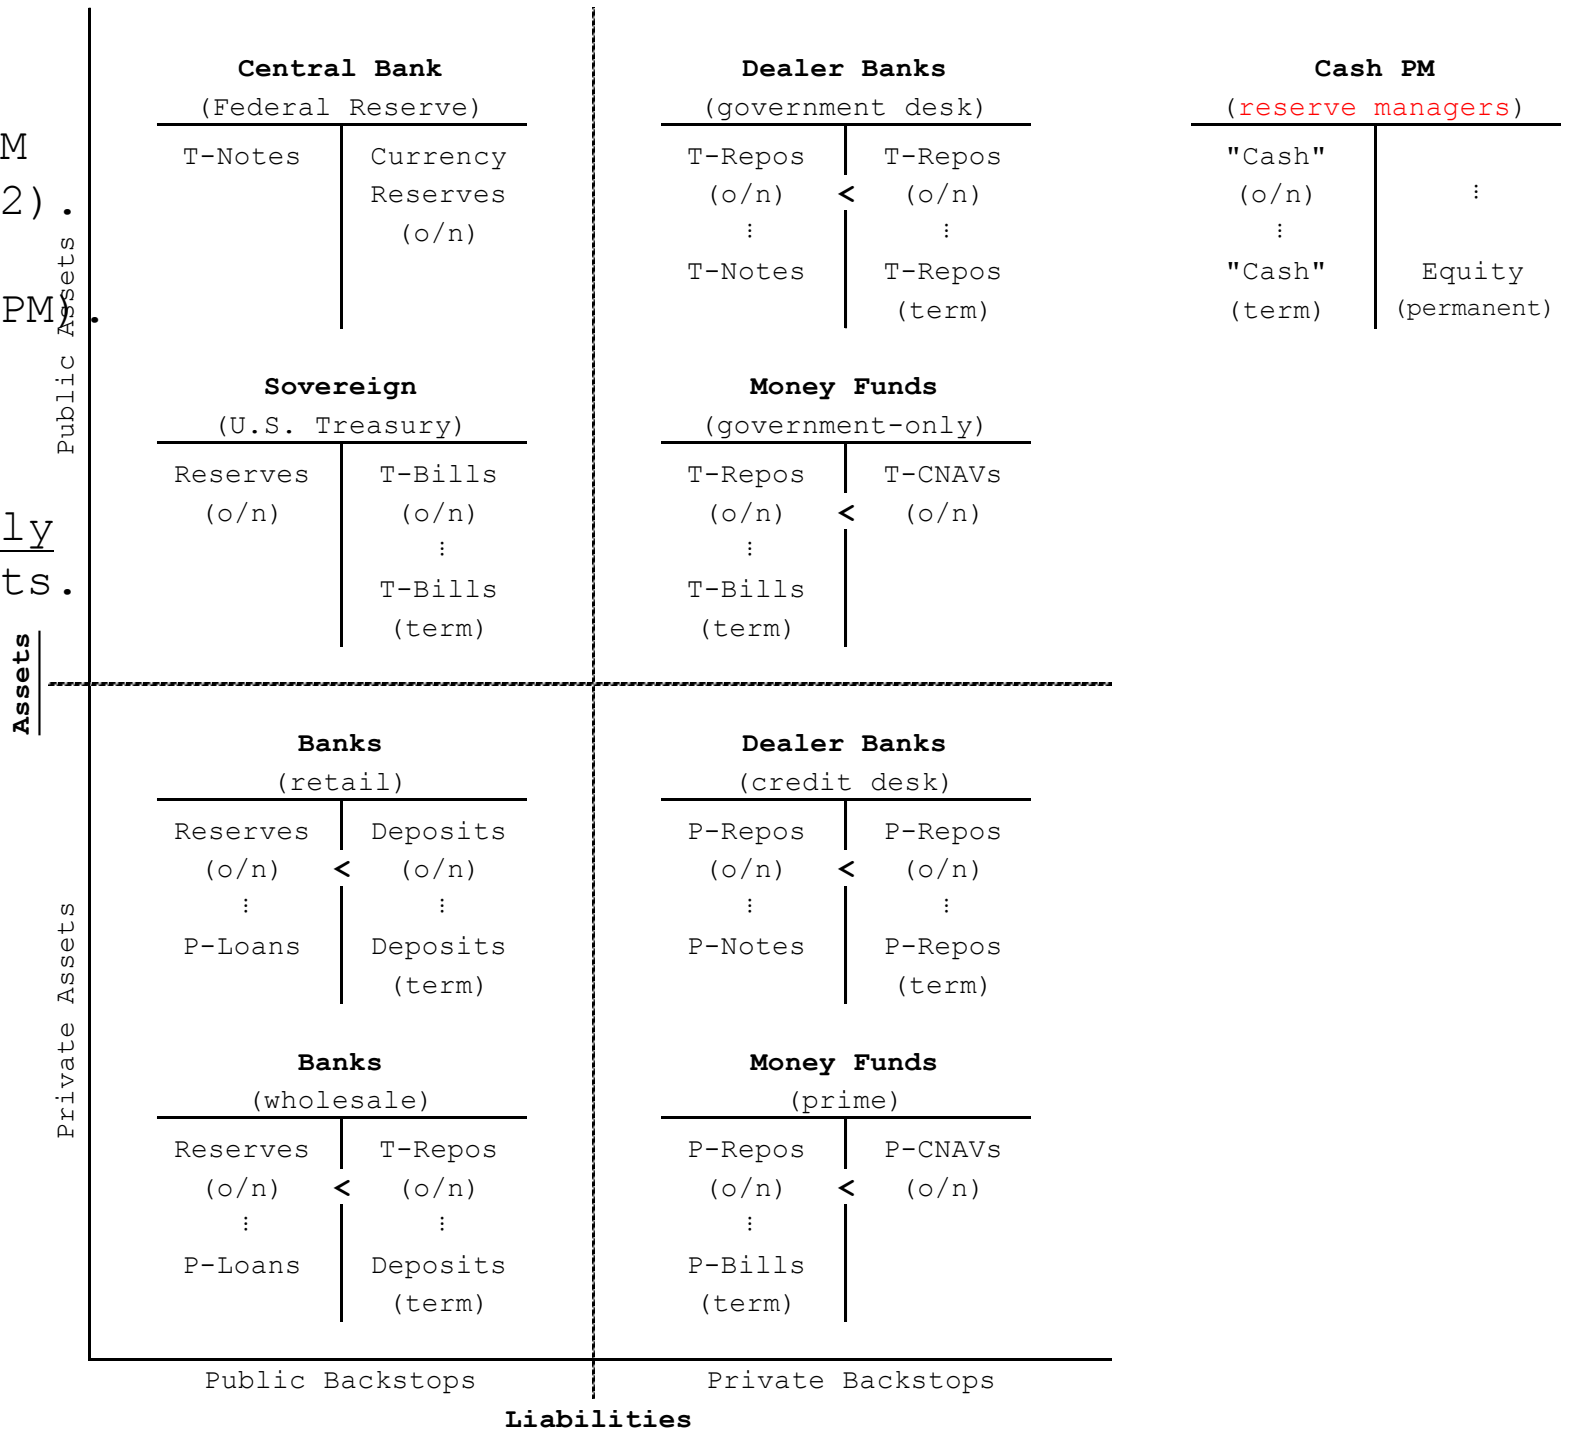 M
2).
PM).
ly
ts.
Assets
Public Assets
Private Assets
Central Bank
(Federal Reserve)
T-Notes Currency
Reserves
(o/n)
Dealer Banks
(government desk)
T-Repos T-Repos
(o/n) < (o/n)
⋮ ⋮
T-Notes T-Repos
(term)
Cash PM
(reserve managers)
"Cash"
(o/n) ⋮
⋮
"Cash" Equity
(term) (permanent)
Sovereign
(U.S. Treasury)
Reserves T-Bills
(o/n) (o/n)
⋮
T-Bills
(term)
Money Funds
(government-only)
T-Repos T-CNAVs
(o/n) < (o/n)
⋮
T-Bills
(term)
Banks
(retail)
Reserves Deposits
(o/n) < (o/n)
⋮ ⋮
P-Loans Deposits
(term)
Dealer Banks
(credit desk)
P-Repos P-Repos
(o/n) < (o/n)
⋮ ⋮
P-Notes P-Repos
(term)
Banks
(wholesale)
Reserves T-Repos
(o/n) < (o/n)
⋮ ⋮
P-Loans Deposits
(term)
Money Funds
(prime)
P-Repos P-CNAVs
(o/n) < (o/n)
⋮
P-Bills
(term)
Public Backstops
Private Backstops
Liabilities